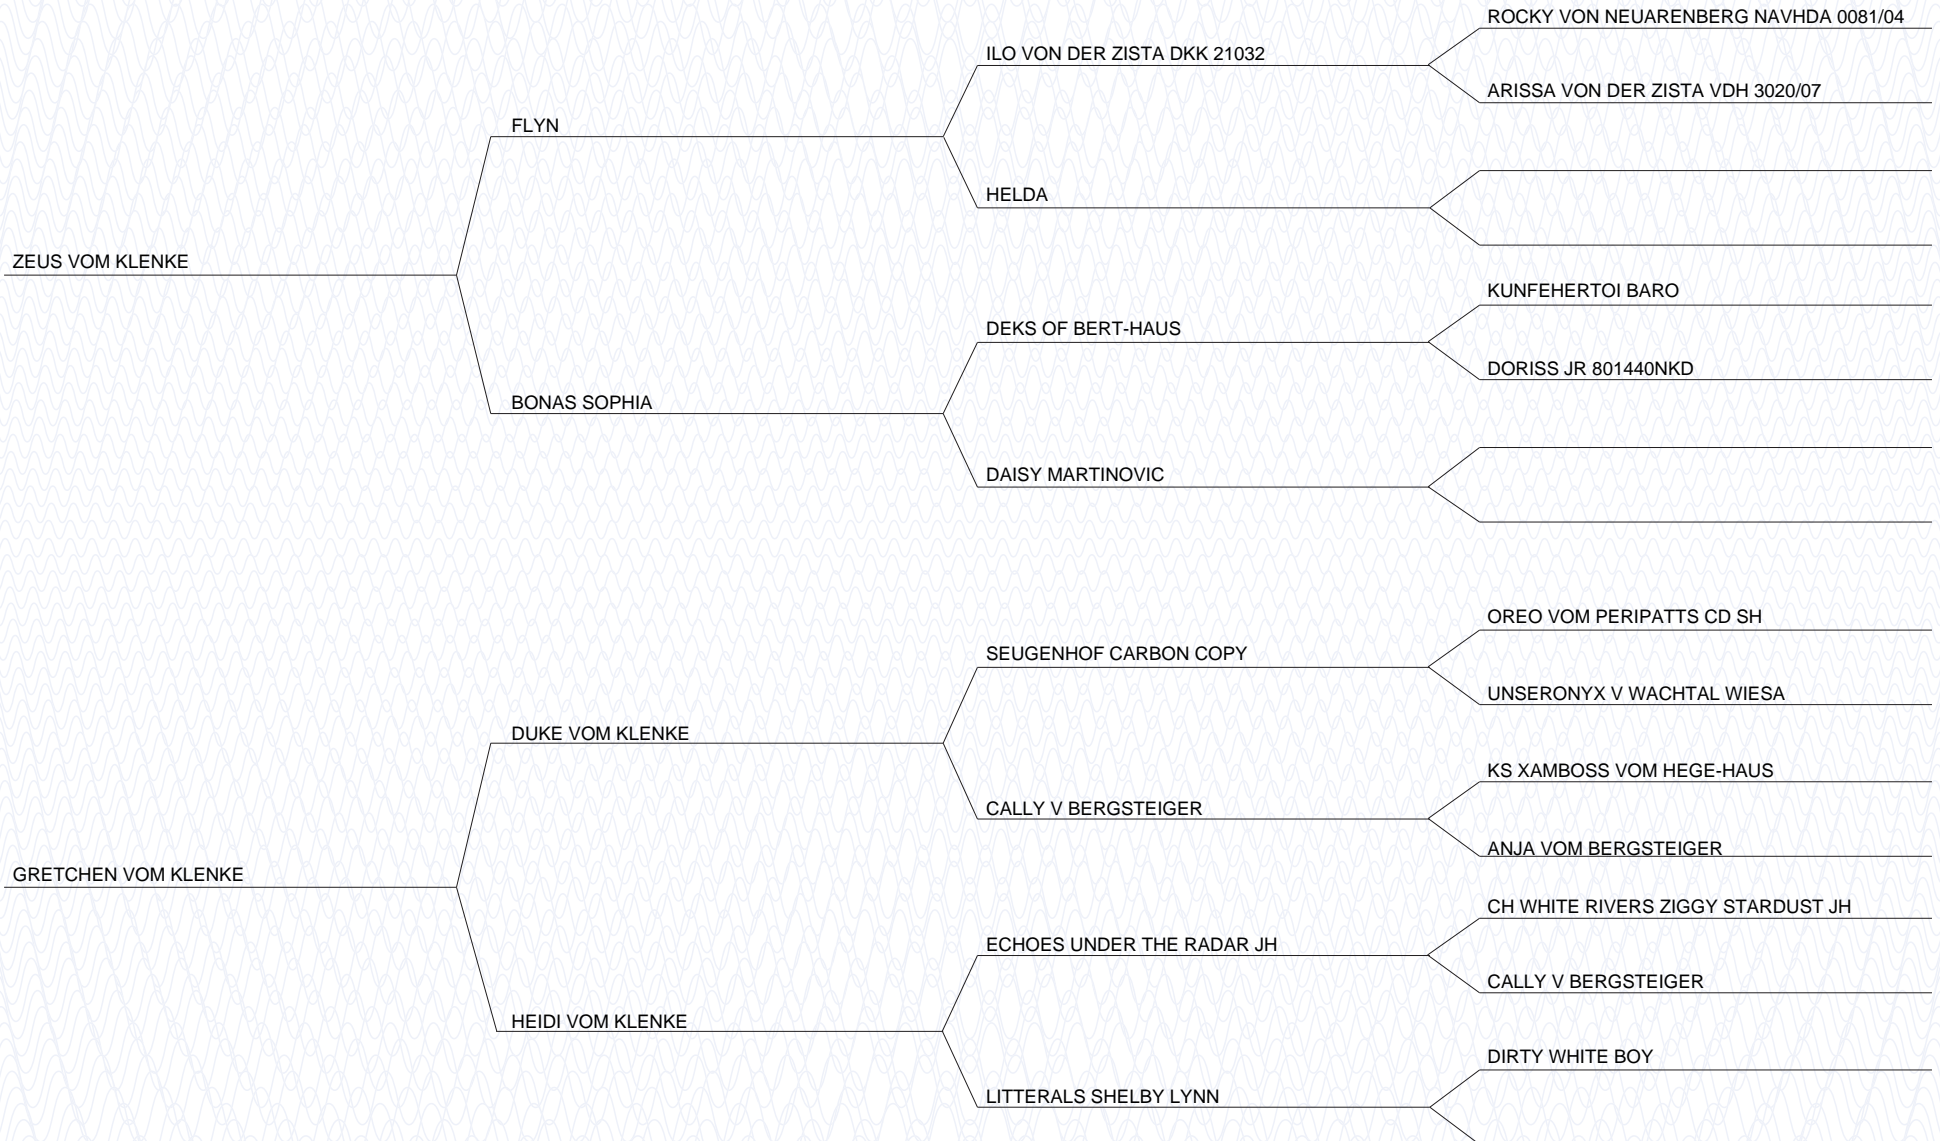 ROCKY VON NEUARENBERG NAVHDA 0081/04
ILO VON DER ZISTA DKK 21032
ARISSA VON DER ZISTA VDH 3020/07
FLYN
HELDA
ZEUS VOM KLENKE
KUNFEHERTOI BARO
DEKS OF BERT-HAUS
DORISS JR 801440NKD
BONAS SOPHIA
DAISY MARTINOVIC
OREO VOM PERIPATTS CD SH
SEUGENHOF CARBON COPY
UNSERONYX V WACHTAL WIESA
DUKE VOM KLENKE
KS XAMBOSS VOM HEGE-HAUS
CALLY V BERGSTEIGER
ANJA VOM BERGSTEIGER
GRETCHEN VOM KLENKE
CH WHITE RIVERS ZIGGY STARDUST JH
ECHOES UNDER THE RADAR JH
CALLY V BERGSTEIGER
HEIDI VOM KLENKE
DIRTY WHITE BOY
LITTERALS SHELBY LYNN